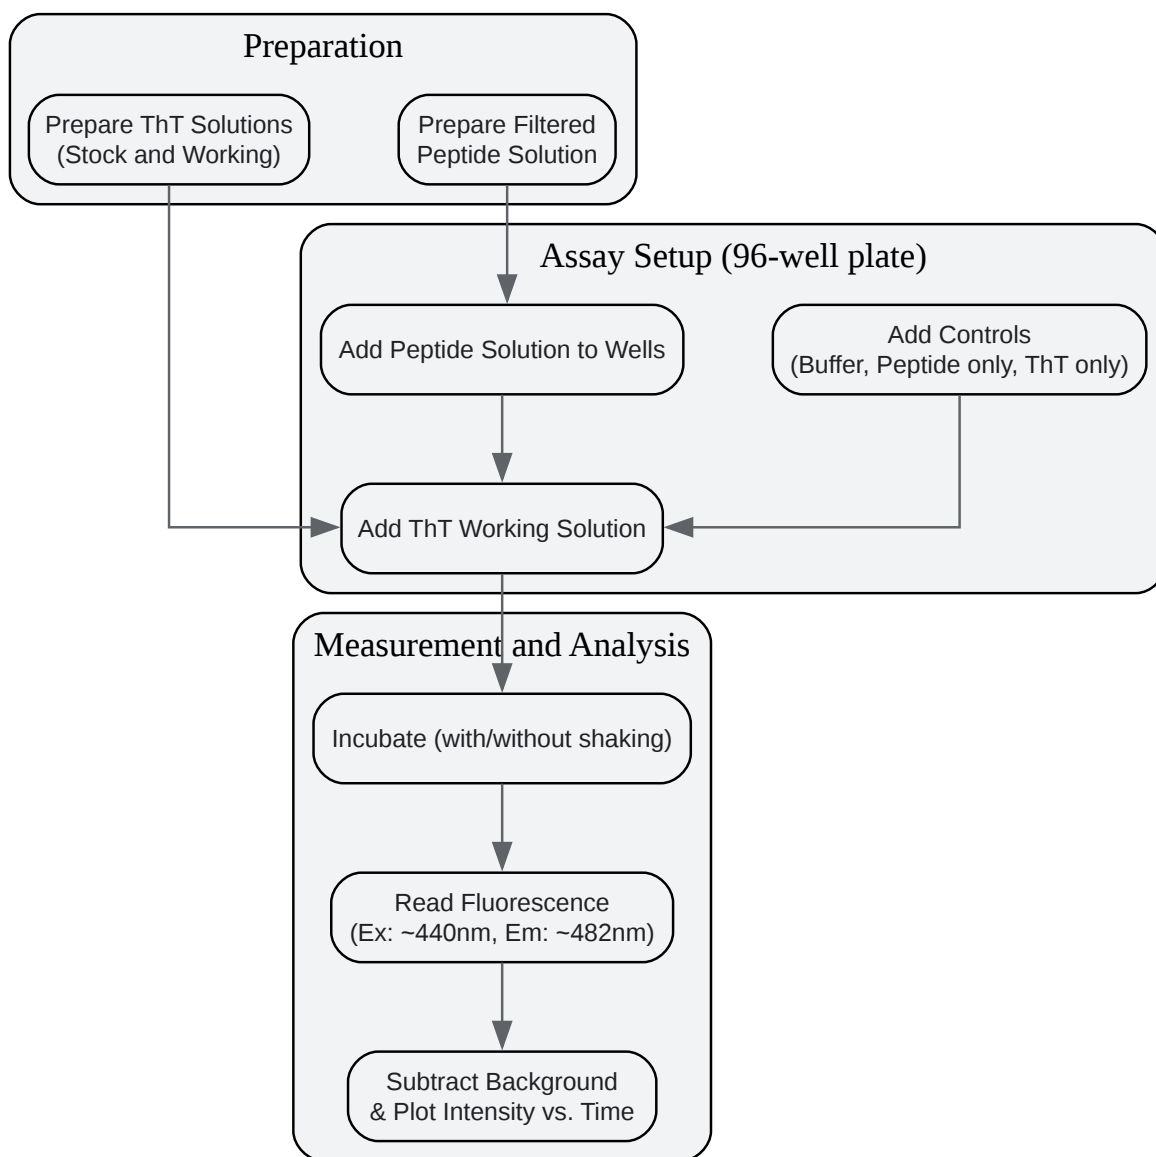 Preparation
Prepare ThT Solutions
(Stock and Working)
Prepare Filtered
Peptide Solution
Assay Setup (96-well plate)
Add Peptide Solution to Wells
Add Controls
(Buffer, Peptide only, ThT only)
Add ThT Working Solution
Measurement and Analysis
Incubate (with/without shaking)
Read Fluorescence
(Ex: ~440nm, Em: ~482nm)
Subtract Background
& Plot Intensity vs. Time